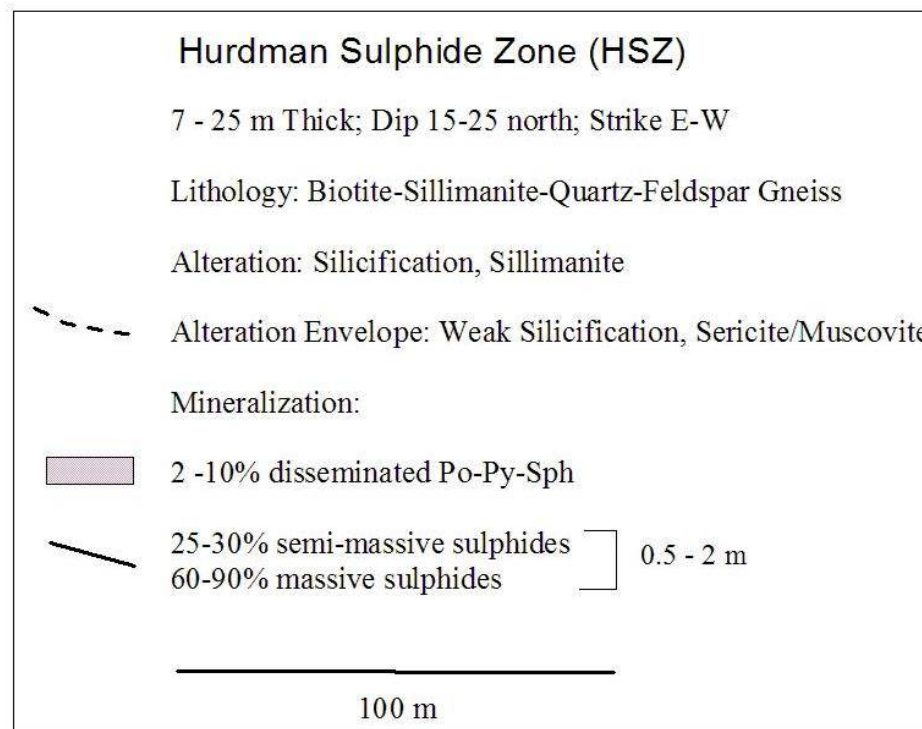 Hurdman Sulphide Zone (HSZ)
7 - 25 m Thick; Dip 15-25 north; Strike E-W
Lithology: Biotite-Sillimanite-Quartz-Feldspar Gneiss
Alteration: Silicification, Sillimanite
Alteration Envelope: Weak Silicification, Sericite/Muscovite
Mineralization:
2 -10% disseminated Po-Py-Sph
25-30% semi-massive sulphides
60-90% massive sulphides
0.5 - 2 m
100 m